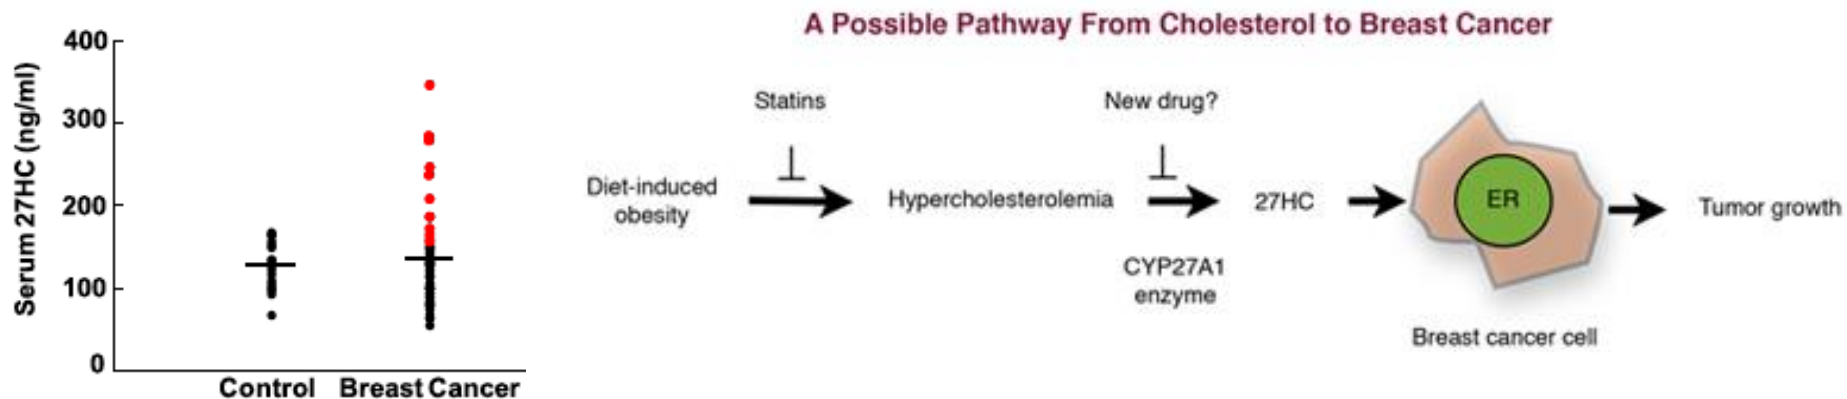 Serum 27HC (ng/ml)
400
300
200
100
0
Control
Breast Cancer
A Possible Pathway From Cholesterol to Breast Cancer
Statins
New drug?
Diet-induced
obesity
Hypercholesterolemia
27HC
CYP27A1
enzyme
ER
Breast cancer cell
Tumor growth